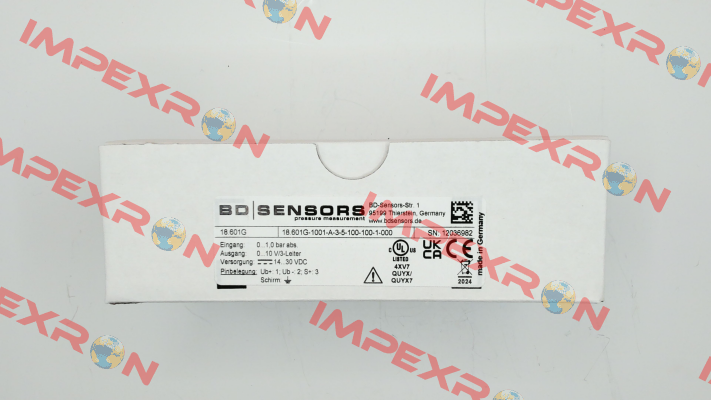 IMPEXRON
IMPEXRON
IMPEXRON
IMPEXRON
IMPEXRON
IMPEXRON
BD|SENSORS
pressure measurement
BD-Sensors-Str. 1
95199 Thierstein, Germany
www.bdsensors.de
18.601G 18.601G-1001-A-3-5-100-100-1-000 SN: 12036982
Eingang: 0...1,0 bar abs.
Ausgang: 0...10 V/3-Leiter
Versorgung: 14...30 VDC
Pinbelegung: Ub+: 1; Ub -: 2; S+: 3
Schirm:
C UL US
LISTED
4XV7
QUYX/
QUYX7
UK
CA
CE
2024
made in Germany